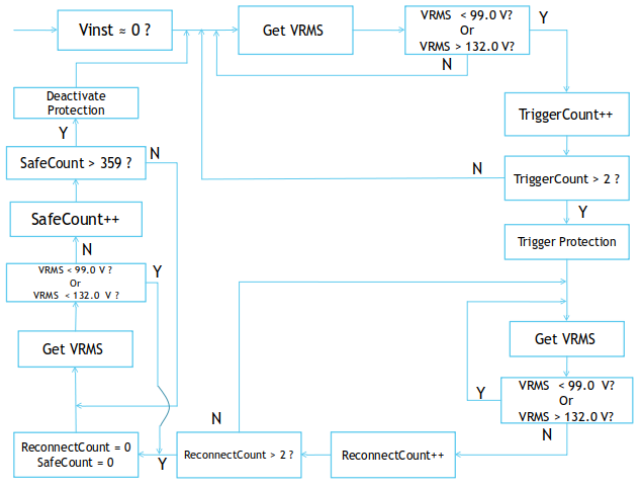 Vinst ≈ 0 ?
Get VRMS
VRMS < 99.0 V?
Or
VRMS > 132.0 V?
Y
N
Deactivate
Protection
Y
TriggerCount++
SafeCount > 359 ?
N
N
TriggerCount > 2 ?
Y
SafeCount++
Trigger Protection
N
VRMS < 99.0 V ?
Or
VRMS < 132.0 V ?
Y
Get VRMS
Get VRMS
Y
VRMS < 99.0 V?
Or
VRMS > 132.0 V?
N
N
ReconnectCount = 0
SafeCount = 0
Y
ReconnectCount > 2 ?
ReconnectCount++